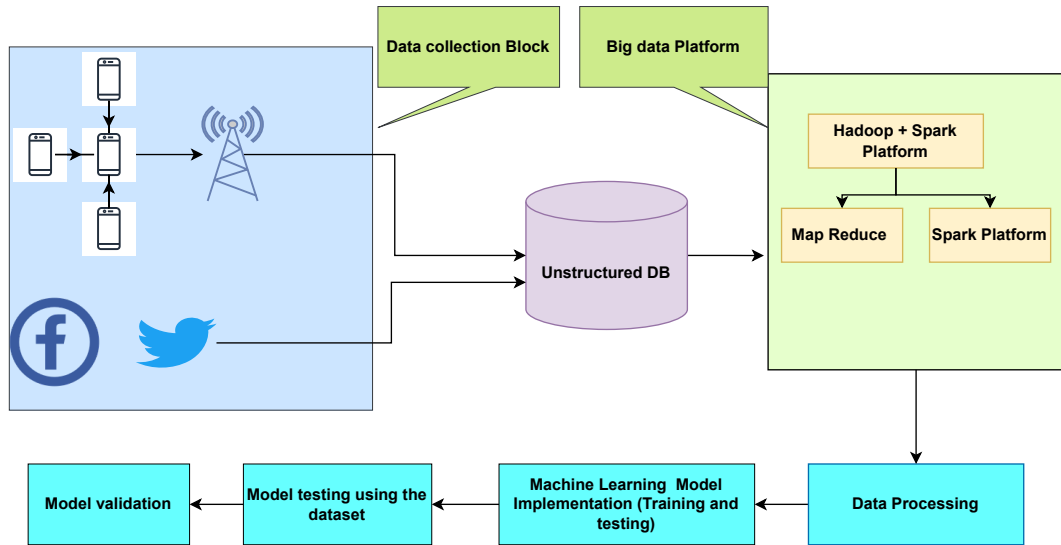 Data collection Block
Big data Platform
Hadoop + Spark
Platform
Map Reduce
Spark Platform
Unstructured DB
Model validation
Model testing using the
dataset
Machine Learning Model
Implementation (Training and
testing)
Data Processing